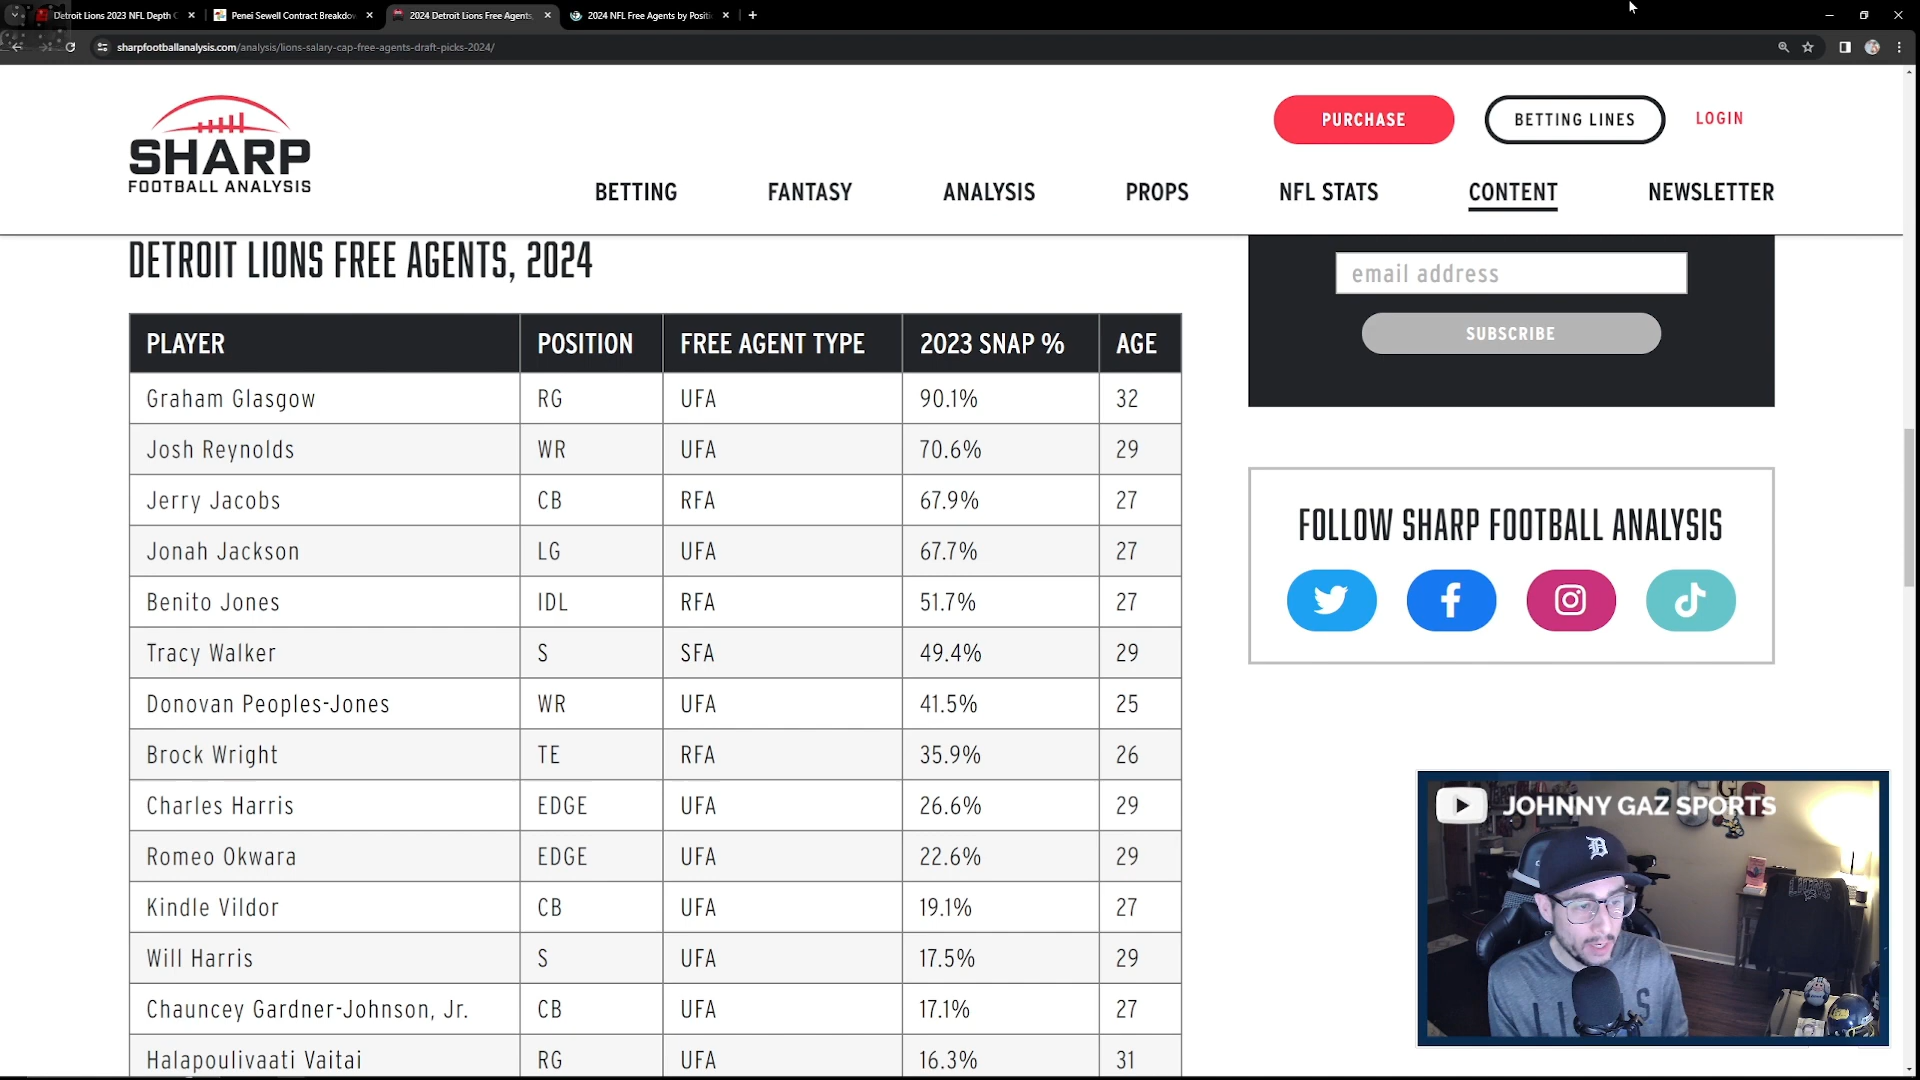 Detroit Lions 2023 NFL Depth C
Penei Sewell Contract Breakdow
2024 Detroit Lions Free Agents,
2024 NFL Free Agents by Positi
sharpfootballanalysis.com/analysis/lions-salary-cap-free-agents-draft-picks-2024/
SHARP
FOOTBALL ANALYSIS
PURCHASE
BETTING LINES
LOGIN
BETTING
FANTASY
ANALYSIS
PROPS
NFL STATS
CONTENT
NEWSLETTER
DETROIT LIONS FREE AGENTS, 2024
PLAYER POSITION FREE AGENT TYPE 2023 SNAP % AGE
Graham Glasgow RG UFA 90.1% 32
Josh Reynolds WR UFA 70.6% 29
Jerry Jacobs CB RFA 67.9% 27
Jonah Jackson LG UFA 67.7% 27
Benito Jones IDL RFA 51.7% 27
Tracy Walker S SFA 49.4% 29
Donovan Peoples-Jones WR UFA 41.5% 25
Brock Wright TE RFA 35.9% 26
Charles Harris EDGE UFA 26.6% 29
Romeo Okwara EDGE UFA 22.6% 29
Kindle Vildor CB UFA 19.1% 27
Will Harris S UFA 17.5% 29
Chauncey Gardner-Johnson, Jr. CB UFA 17.1% 27
Halapoulivaati Vaitai RG UFA 16.3% 31
email address
SUBSCRIBE
FOLLOW SHARP FOOTBALL ANALYSIS
JOHNNY GAZ SPORTS
LIONS